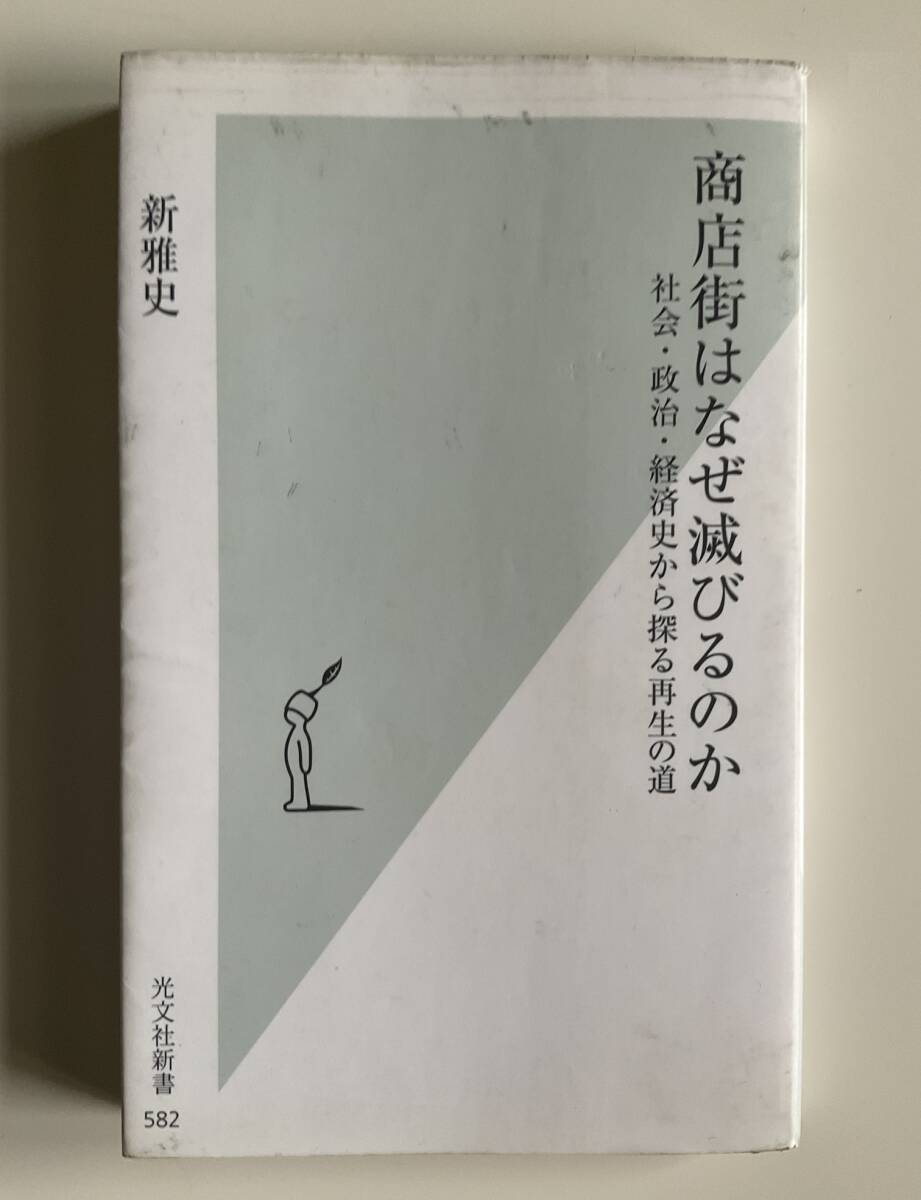 商店街はなぜ滅びるのか
社会・政治・経済史から探る再生の道
新雅史
光文社新書
582